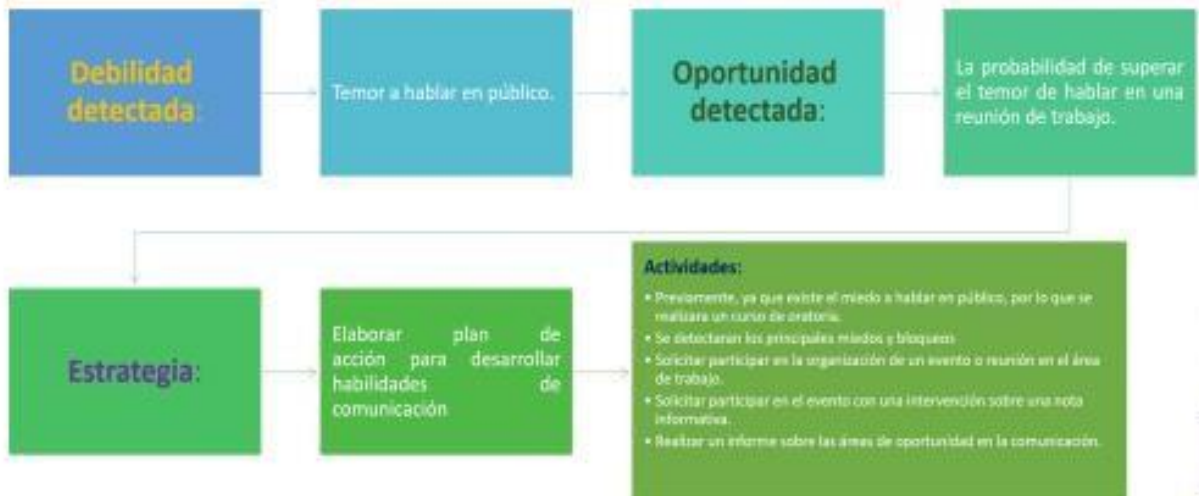 Debilidad
detectada:
Temor a hablar en público.
Oportunidad
detectada:
La probabilidad de superar
el temor de hablar en una
reunión de trabajo.
Estrategia:
Elaborar plan de
acción para desarrollar
habilidades de
comunicación
Actividades:
• Previamente, ya que existe el miedo a hablar en público, por lo que se
realizara un curso de oratoria.
• Se detectaran los principales miedos y bloqueos
• Solicitar participar en la organización de un evento o reunión en el área
de trabajo.
• Solicitar participar en el evento con una intervención sobre una nota
informativa.
• Realizar un informe sobre las áreas de oportunidad en la comunicación.